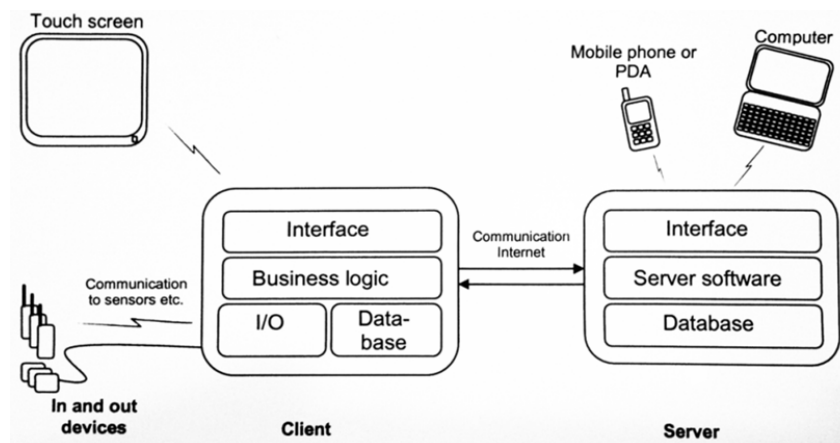 Touch screen
Mobile phone or
PDA
Computer
Interface
Business logic
I/O
Data-
base
Communication
Internet
Interface
Server software
Database
Communication
to sensors etc.
In and out
devices
Client
Server